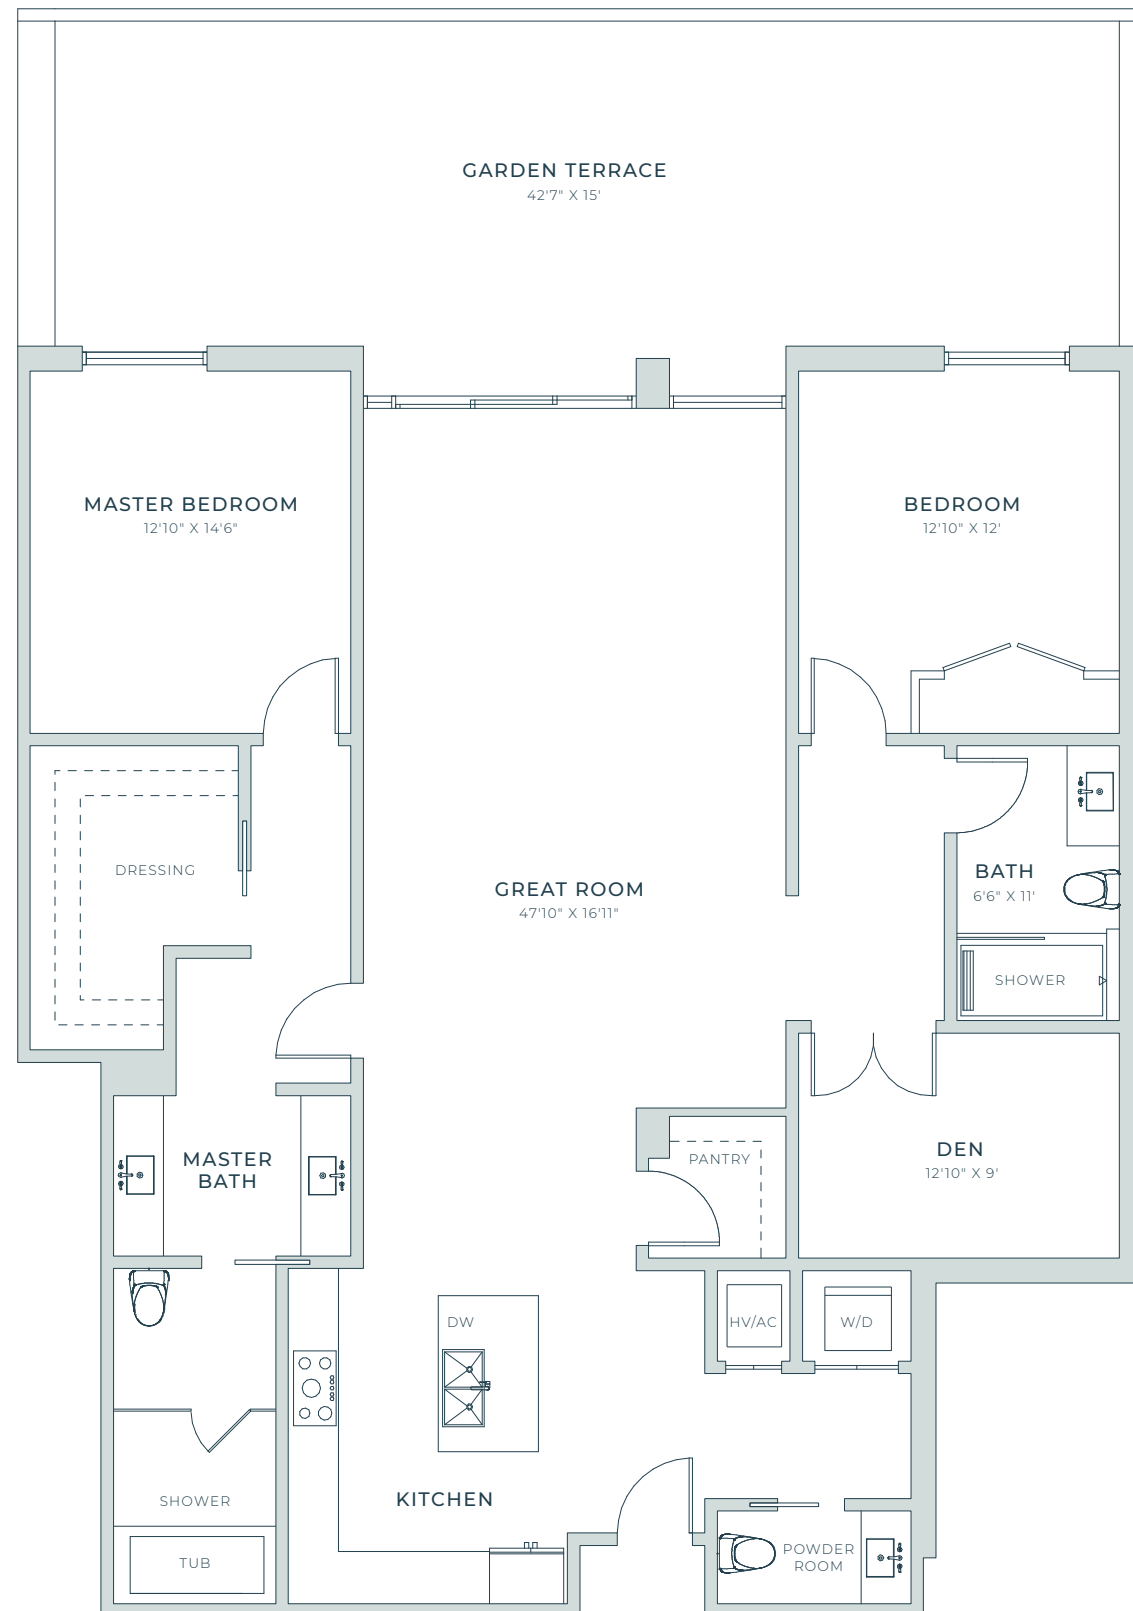 GARDEN TERRACE
42'7" X 15'
MASTER BEDROOM
12'10" X 14'6"
BEDROOM
12'10" X 12'
DRESSING
GREAT ROOM
47'10" X 16'11"
BATH
6'6" X 11'
SHOWER
MASTER
BATH
PANTRY
DEN
12'10" X 9'
DW
HV/AC
W/D
KITCHEN
SHOWER
TUB
POWDER
ROOM